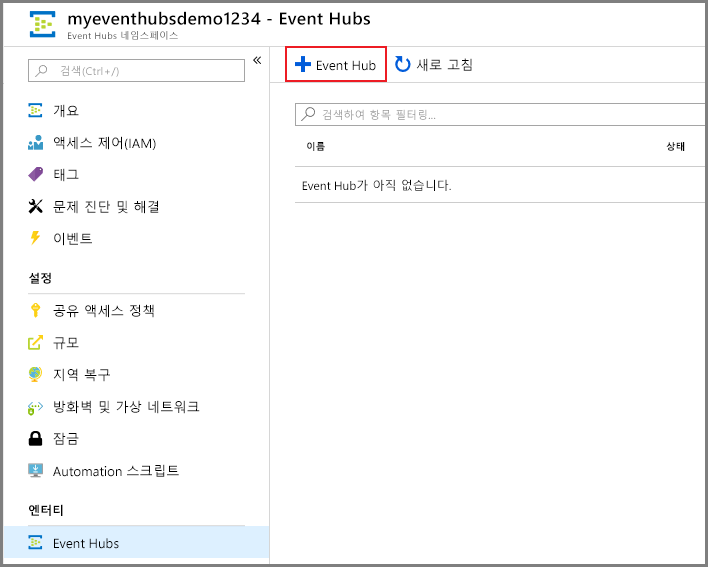 myeventhubsdemo1234 - Event Hubs
Event Hubs 네임스페이스
검색(Ctrl+/)
«
개요
액세스 제어(IAM)
태그
문제 진단 및 해결
이벤트
설정
공유 액세스 정책
규모
지역 복구
방화벽 및 가상 네트워크
잠금
Automation 스크립트
엔터티
Event Hubs
Event Hub
새로 고침
검색하여 항목 필터링...
이름 상태
Event Hub가 아직 없습니다.